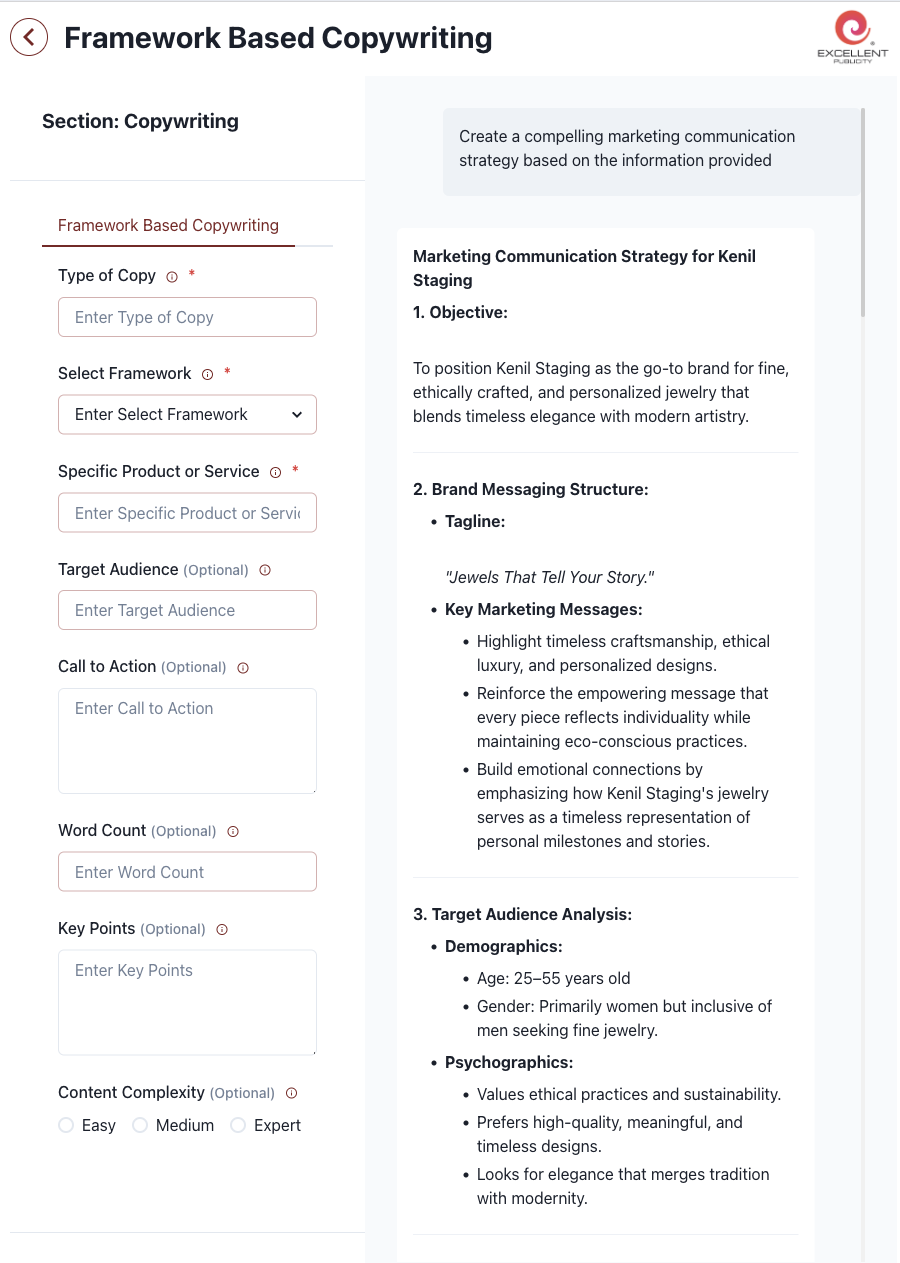 Framework Based Copywriting
EXCELLENT
PUBLICITY
Section: Copywriting
Framework Based Copywriting
Type of Copy *
Enter Type of Copy
Select Framework *
Enter Select Framework
Specific Product or Service *
Enter Specific Product or Servic
Target Audience (Optional)
Enter Target Audience
Call to Action (Optional)
Enter Call to Action
Word Count (Optional)
Enter Word Count
Key Points (Optional)
Enter Key Points
Content Complexity (Optional)
Easy Medium Expert
Create a compelling marketing communication
strategy based on the information provided
Marketing Communication Strategy for Kenil
Staging
1. Objective:
To position Kenil Staging as the go-to brand for fine,
ethically crafted, and personalized jewelry that
blends timeless elegance with modern artistry.
2. Brand Messaging Structure:
• Tagline:
"Jewels That Tell Your Story."
• Key Marketing Messages:
• Highlight timeless craftsmanship, ethical
luxury, and personalized designs.
• Reinforce the empowering message that
every piece reflects individuality while
maintaining eco-conscious practices.
• Build emotional connections by
emphasizing how Kenil Staging's jewelry
serves as a timeless representation of
personal milestones and stories.
3. Target Audience Analysis:
• Demographics:
• Age: 25–55 years old
• Gender: Primarily women but inclusive of
men seeking fine jewelry.
• Psychographics:
• Values ethical practices and sustainability.
• Prefers high-quality, meaningful, and
timeless designs.
• Looks for elegance that merges tradition
with modernity.